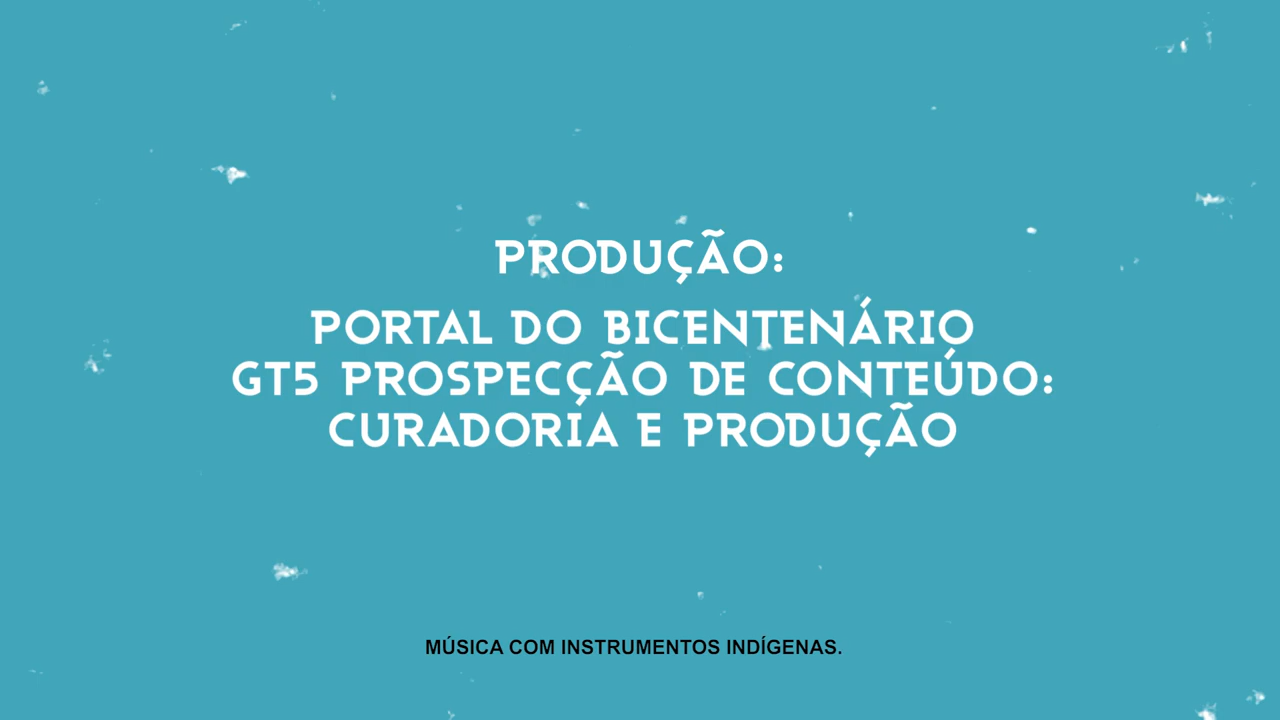 PRODUÇÃO:
PORTAL DO BICENTENÁRIO
GT5 PROSPECÇÃO DE CONTEÚDO:
CURADORIA E PRODUÇÃO
MÚSICA COM INSTRUMENTOS INDÍGENAS.